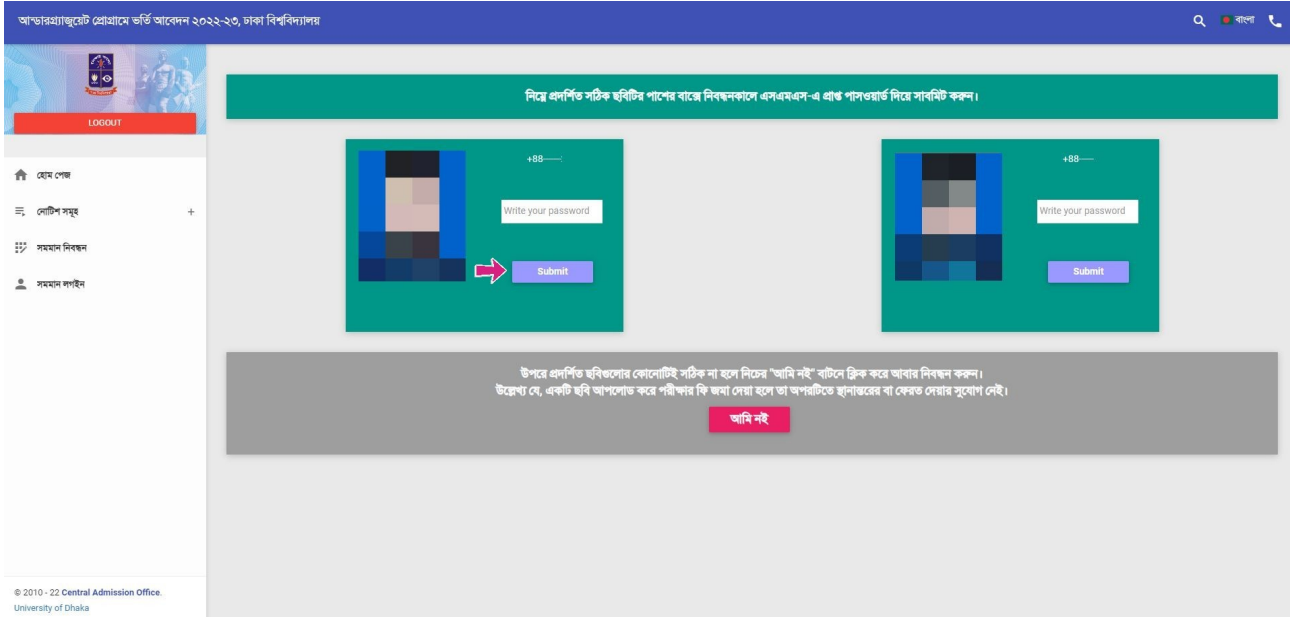 আন্ডারগ্র্যাজুয়েট প্রোগ্রামে ভর্তি আবেদন ২০২২-২৩, ঢাকা বিশ্ববিদ্যালয়
বাংলা
LOGOUT
হোম পেজ
নোটিশ সমূহ +
সমমান নিবন্ধন
সমমান লগইন
নিম্নে প্রদর্শিত সঠিক ছবিটির পাশের বাক্সে নিবন্ধনকালে এসএমএস-এ প্রাপ্ত পাসওয়ার্ড দিয়ে সাবমিট করুন।
+88
Write your password
Submit
+88
Write your password
Submit
উপরে প্রদর্শিত ছবিগুলোর কোনোটিই সঠিক না হলে নিচের "আমি নই" বাটনে ক্লিক করে আবার নিবন্ধন করুন।
উল্লেখ্য যে, একটি ছবি আপলোড করে পরীক্ষার ফি জমা দেয়া হলে তা অপরটিতে স্থানান্তরের বা ফেরত দেয়ার সুযোগ নেই।
আমি নই
© 2010 - 22 Central Admission Office.
University of Dhaka